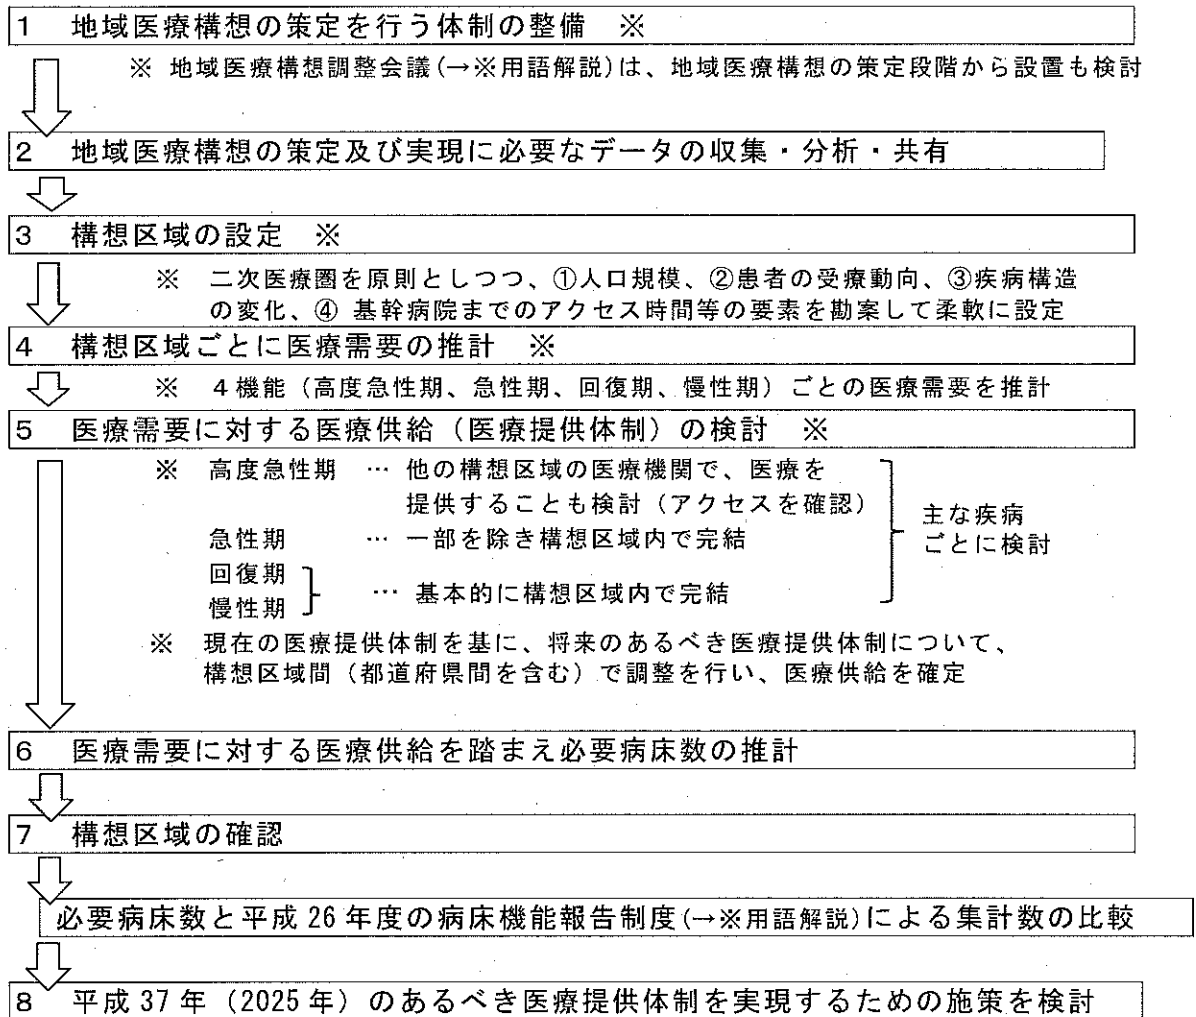 1 地域医療構想の策定を行う体制の整備 ※
※ 地域医療構想調整会議(→※用語解説)は、地域医療構想の策定段階から設置も検討
2 地域医療構想の策定及び実現に必要なデータの収集・分析・共有
3 構想区域の設定 ※
※ 二次医療圏を原則としつつ、①人口規模、②患者の受療動向、③疾病構造
の変化、④ 基幹病院までのアクセス時間等の要素を勘案して柔軟に設定
4 構想区域ごとに医療需要の推計 ※
※ 4機能（高度急性期、急性期、回復期、慢性期）ごとの医療需要を推計
5 医療需要に対する医療供給（医療提供体制）の検討 ※
※ 高度急性期 … 他の構想区域の医療機関で、医療を
提供することも検討（アクセスを確認）
急性期 … 一部を除き構想区域内で完結
回復期
慢性期
… 基本的に構想区域内で完結
主な疾病
ごとに検討
※ 現在の医療提供体制を基に、将来のあるべき医療提供体制について、
構想区域間（都道府県間を含む）で調整を行い、医療供給を確定
6 医療需要に対する医療供給を踏まえ必要病床数の推計
7 構想区域の確認
必要病床数と平成26年度の病床機能報告制度(→※用語解説)による集計数の比較
8 平成37年（2025年）のあるべき医療提供体制を実現するための施策を検討